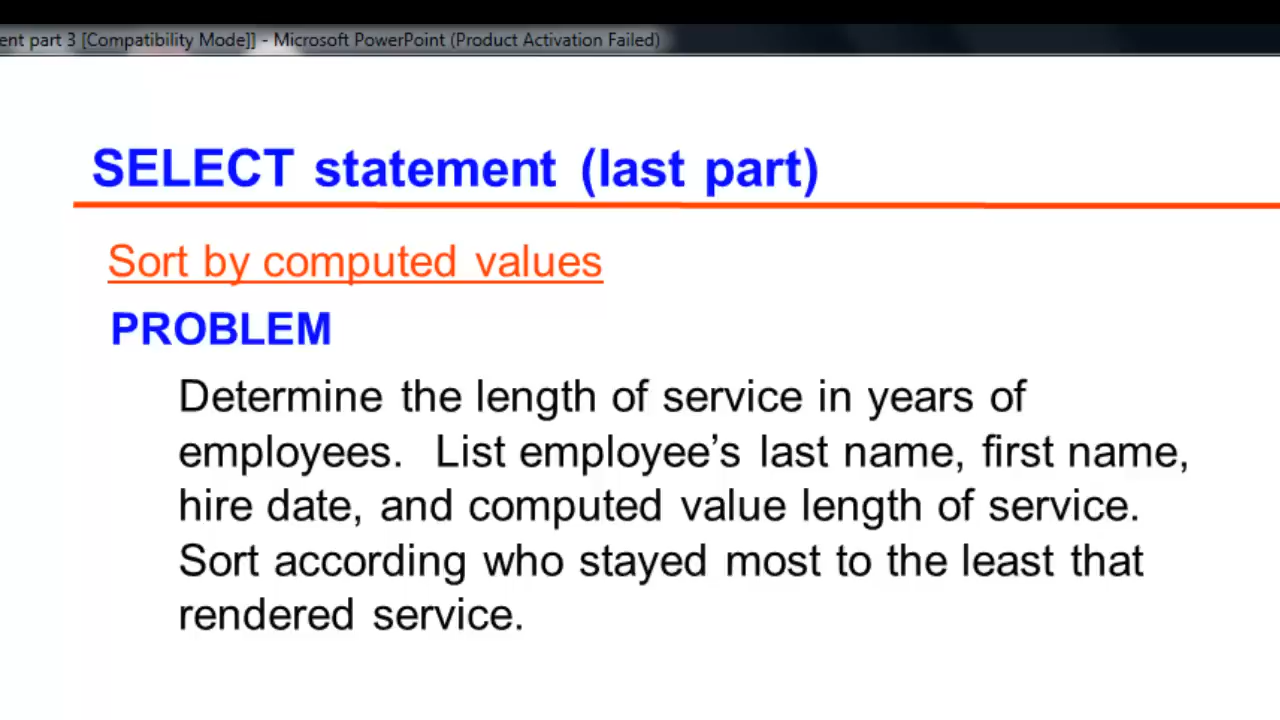 ent part 3 [Compatibility Mode]] - Microsoft PowerPoint (Product Activation Failed)
SELECT statement (last part)
Sort by computed values
PROBLEM
Determine the length of service in years of
employees. List employee’s last name, first name,
hire date, and computed value length of service.
Sort according who stayed most to the least that
rendered service.